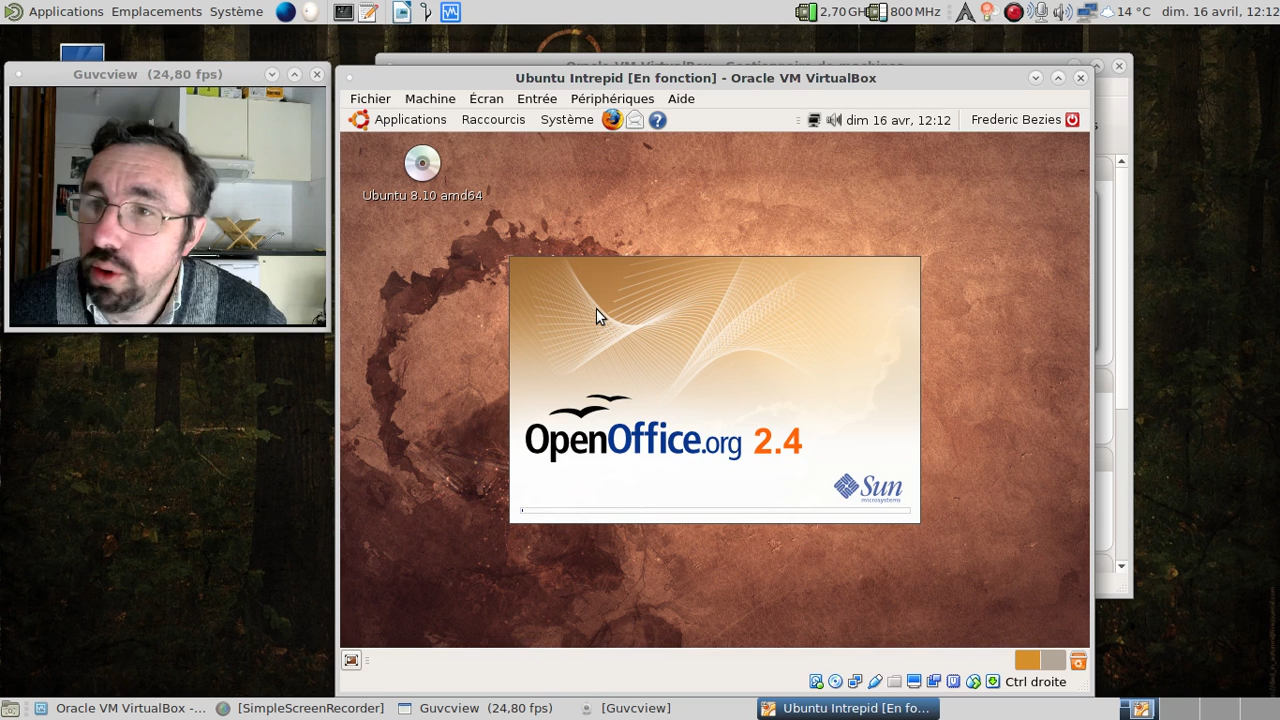 Applications Emplacements Système 2,70 GH 800 MHz 14 °C dim. 16 avril, 12:12
Guvcview (24,80 fps)
Ubuntu Intrepid [En fonction] - Oracle VM VirtualBox
Fichier Machine Écran Entrée Périphériques Aide
Applications Raccourcis Système dim 16 avr, 12:12 Frederic Bezies
Ubuntu 8.10 amd64
OpenOffice.org 2.4
Sun
microsystems
Ctrl droite
Oracle VM VirtualBox -... [SimpleScreenRecorder] Guvcview (24,80 fps) [Guvcview] Ubuntu Intrepid [En fo...